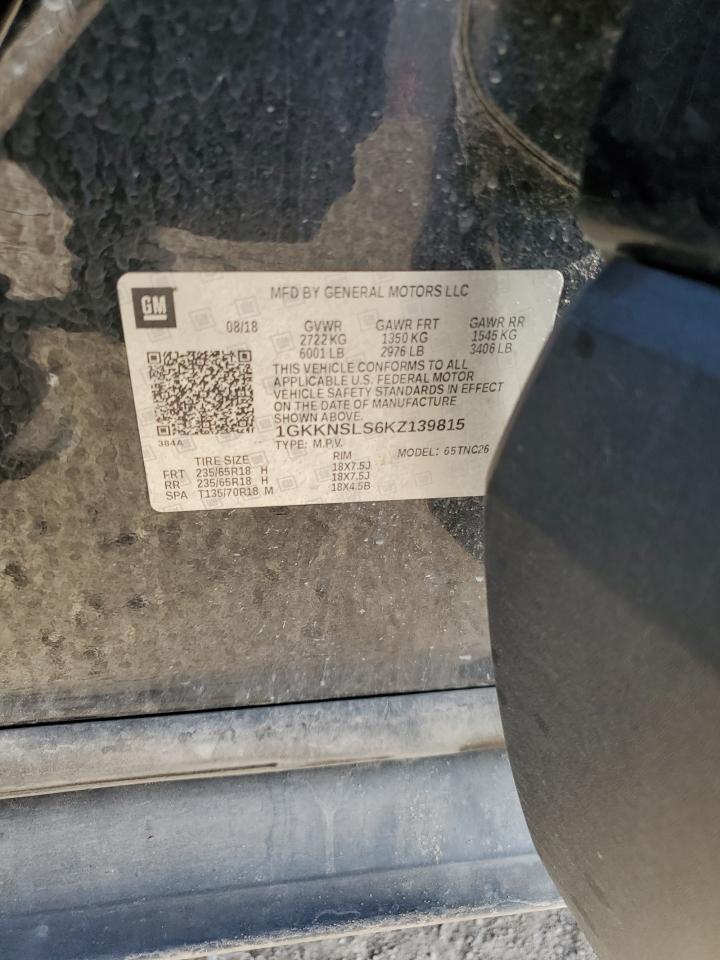 GM
MFD BY GENERAL MOTORS LLC
08/18 GVWR GAWR FRT GAWR RR
2722 KG 1350 KG 1545 KG
6001 LB 2976 LB 3406 LB
THIS VEHICLE CONFORMS TO ALL
APPLICABLE U.S. FEDERAL MOTOR
VEHICLE SAFETY STANDARDS IN EFFECT
ON THE DATE OF MANUFACTURE
SHOWN ABOVE.
384A
1GKKNSLS6KZ139815
TYPE: M.P.V. MODEL: 65TNC26
TIRE SIZE RIM
FRT 235/65R18 H 18X7.5J
RR 235/65R18 H 18X7.5J
SPA T135/70R18 M 18X4.5B